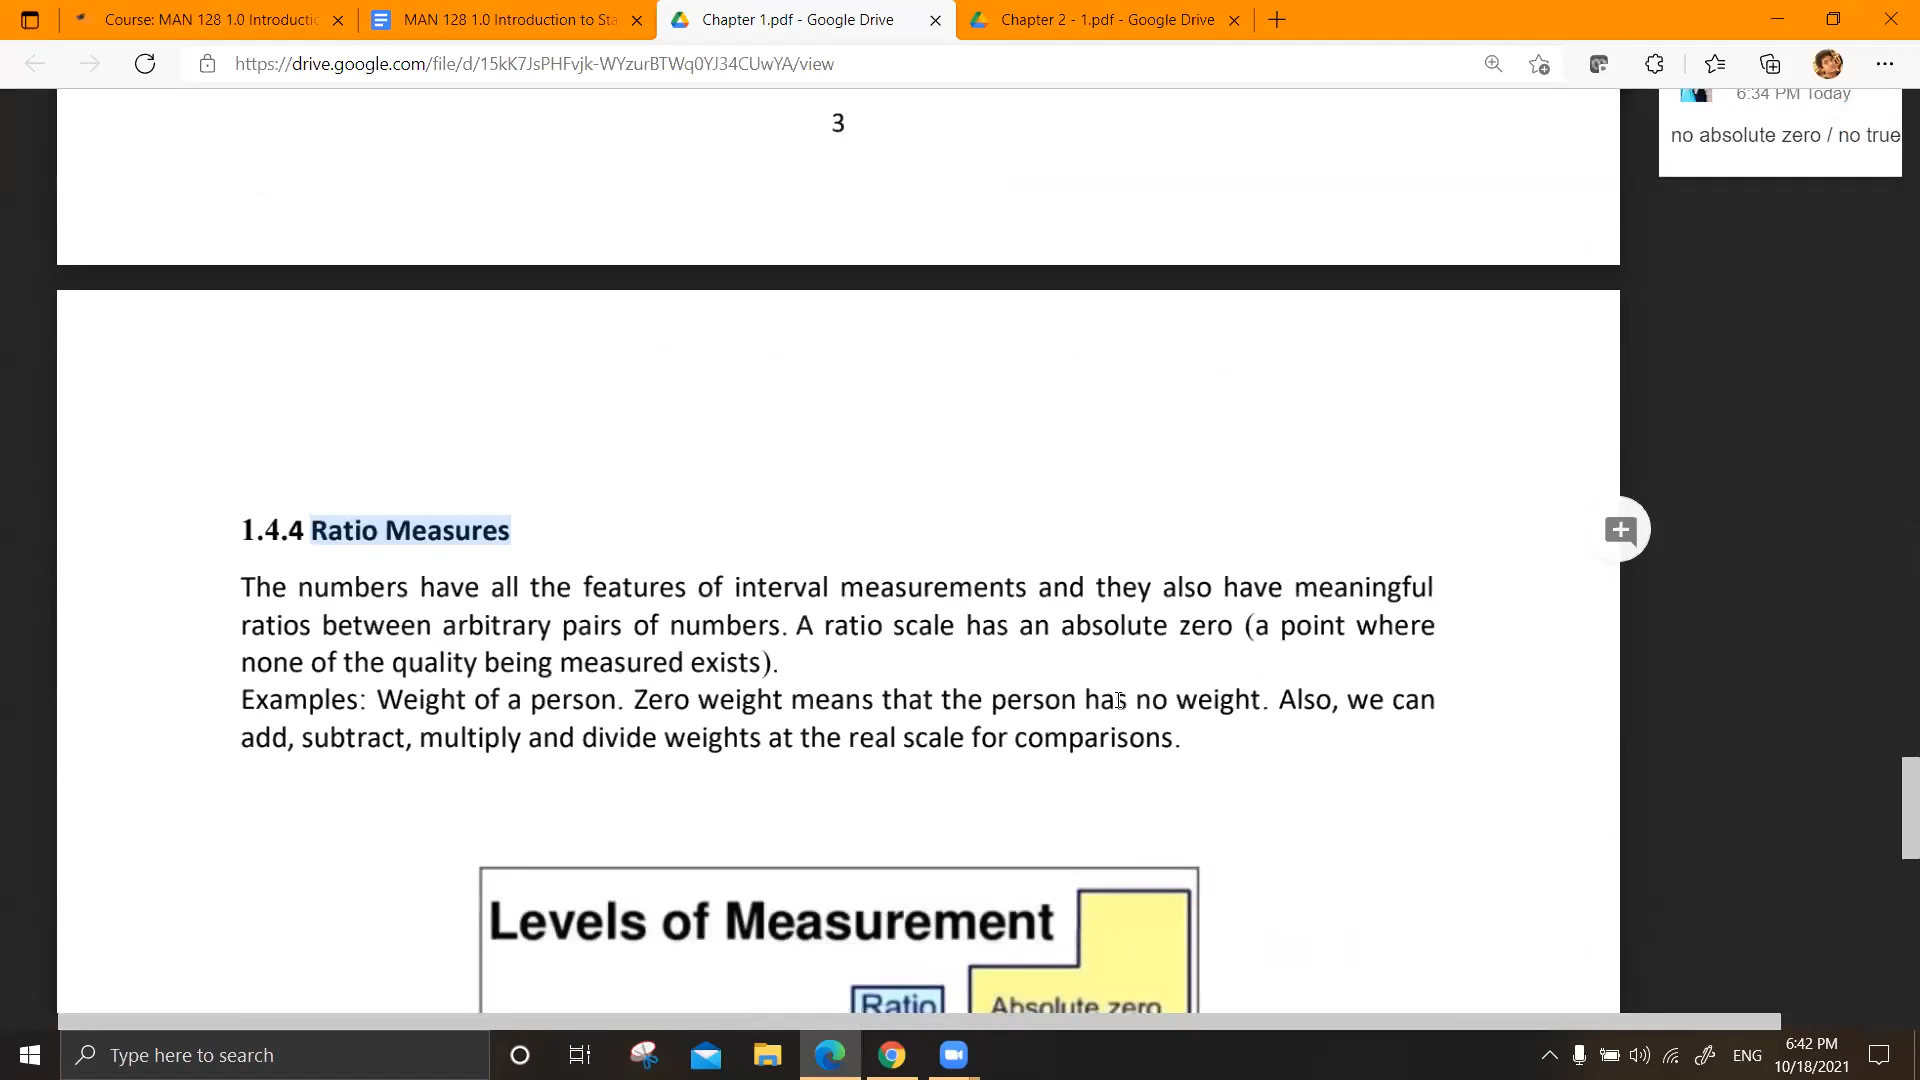 Course: MAN 128 1.0 Introductic
MAN 128 1.0 Introduction to Sta
Chapter 1.pdf - Google Drive
Chapter 2 - 1.pdf - Google Drive
https://drive.google.com/file/d/15kK7JsPHFvjk-WYzurBTWq0YJ34CUwYA/view
6:34 PM Today
no absolute zero / no true
3
1.4.4 Ratio Measures
The numbers have all the features of interval measurements and they also have meaningful
ratios between arbitrary pairs of numbers. A ratio scale has an absolute zero (a point where
none of the quality being measured exists).
Examples: Weight of a person. Zero weight means that the person has no weight. Also, we can
add, subtract, multiply and divide weights at the real scale for comparisons.
Levels of Measurement
Ratio
Absolute zero
Type here to search
ENG
6:42 PM
10/18/2021